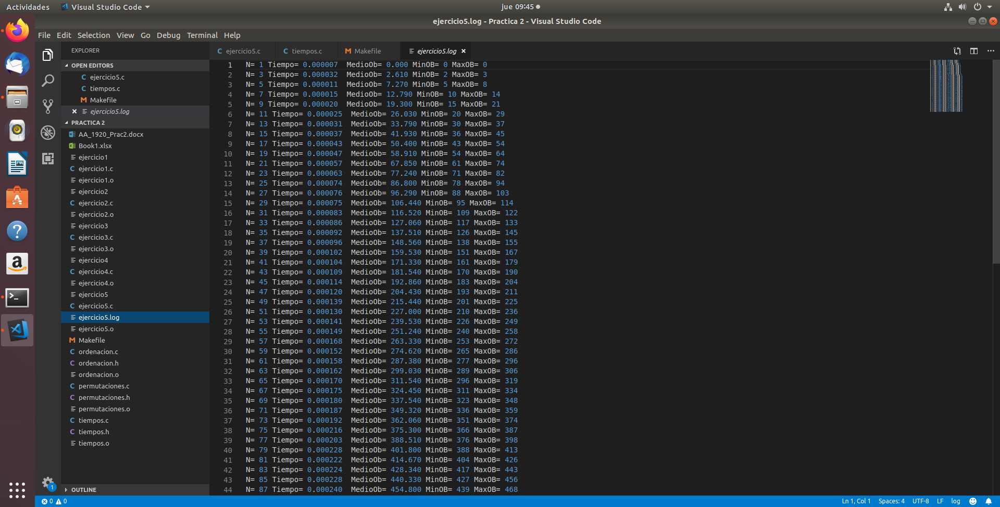 Actividades
Visual Studio Code
jue 09:45
ejercicio5.log - Practica 2 - Visual Studio Code
File Edit Selection View Go Debug Terminal Help
EXPLORER
OPEN EDITORS
C ejercicio5.c
C tiempos.c
M Makefile
ejercicio5.log
PRACTICA 2
AA_1920_Prac2.docx
Book1.xlsx
ejercicio1
C ejercicio1.c
ejercicio1.o
ejercicio2
C ejercicio2.c
ejercicio2.o
ejercicio3
C ejercicio3.c
ejercicio3.o
ejercicio4
C ejercicio4.c
ejercicio4.o
ejercicio5
C ejercicio5.c
ejercicio5.log
ejercicio5.o
M Makefile
C ordenacion.c
C ordenacion.h
ordenacion.o
C permutaciones.c
C permutaciones.h
permutaciones.o
C tiempos.c
C tiempos.h
tiempos.o
OUTLINE
C ejercicio5.c C tiempos.c M Makefile ejercicio5.log
1 N= 1 Tiempo= 0.000007 MedioOb= 0.000 MinOB= 0 MaxOB= 0
2 N= 3 Tiempo= 0.000032 MedioOb= 2.610 MinOB= 2 MaxOB= 3
3 N= 5 Tiempo= 0.000011 MedioOb= 7.270 MinOB= 5 MaxOB= 8
4 N= 7 Tiempo= 0.000015 MedioOb= 12.790 MinOB= 10 MaxOB= 14
5 N= 9 Tiempo= 0.000020 MedioOb= 19.300 MinOB= 15 MaxOB= 21
6 N= 11 Tiempo= 0.000025 MedioOb= 26.030 MinOB= 20 MaxOB= 29
7 N= 13 Tiempo= 0.000031 MedioOb= 33.790 MinOB= 30 MaxOB= 37
8 N= 15 Tiempo= 0.000037 MedioOb= 41.930 MinOB= 36 MaxOB= 45
9 N= 17 Tiempo= 0.000043 MedioOb= 50.400 MinOB= 43 MaxOB= 54
10 N= 19 Tiempo= 0.000047 MedioOb= 58.910 MinOB= 54 MaxOB= 64
11 N= 21 Tiempo= 0.000057 MedioOb= 67.850 MinOB= 61 MaxOB= 74
12 N= 23 Tiempo= 0.000063 MedioOb= 77.240 MinOB= 71 MaxOB= 82
13 N= 25 Tiempo= 0.000074 MedioOb= 86.800 MinOB= 78 MaxOB= 94
14 N= 27 Tiempo= 0.000076 MedioOb= 96.290 MinOB= 88 MaxOB= 103
15 N= 29 Tiempo= 0.000075 MedioOb= 106.440 MinOB= 95 MaxOB= 114
16 N= 31 Tiempo= 0.000083 MedioOb= 116.520 MinOB= 109 MaxOB= 122
17 N= 33 Tiempo= 0.000086 MedioOb= 127.060 MinOB= 117 MaxOB= 133
18 N= 35 Tiempo= 0.000092 MedioOb= 137.510 MinOB= 126 MaxOB= 145
19 N= 37 Tiempo= 0.000096 MedioOb= 148.560 MinOB= 138 MaxOB= 155
20 N= 39 Tiempo= 0.000102 MedioOb= 159.530 MinOB= 151 MaxOB= 167
21 N= 41 Tiempo= 0.000104 MedioOb= 171.330 MinOB= 161 MaxOB= 179
22 N= 43 Tiempo= 0.000109 MedioOb= 181.540 MinOB= 170 MaxOB= 190
23 N= 45 Tiempo= 0.000114 MedioOb= 192.860 MinOB= 183 MaxOB= 204
24 N= 47 Tiempo= 0.000120 MedioOb= 204.430 MinOB= 193 MaxOB= 211
25 N= 49 Tiempo= 0.000139 MedioOb= 215.440 MinOB= 201 MaxOB= 225
26 N= 51 Tiempo= 0.000130 MedioOb= 227.000 MinOB= 210 MaxOB= 236
27 N= 53 Tiempo= 0.000141 MedioOb= 239.530 MinOB= 226 MaxOB= 249
28 N= 55 Tiempo= 0.000149 MedioOb= 251.240 MinOB= 240 MaxOB= 258
29 N= 57 Tiempo= 0.000168 MedioOb= 263.330 MinOB= 253 MaxOB= 272
30 N= 59 Tiempo= 0.000152 MedioOb= 274.620 MinOB= 265 MaxOB= 286
31 N= 61 Tiempo= 0.000158 MedioOb= 287.380 MinOB= 277 MaxOB= 296
32 N= 63 Tiempo= 0.000162 MedioOb= 299.030 MinOB= 289 MaxOB= 306
33 N= 65 Tiempo= 0.000170 MedioOb= 311.540 MinOB= 296 MaxOB= 319
34 N= 67 Tiempo= 0.000175 MedioOb= 324.450 MinOB= 311 MaxOB= 334
35 N= 69 Tiempo= 0.000180 MedioOb= 337.540 MinOB= 323 MaxOB= 348
36 N= 71 Tiempo= 0.000187 MedioOb= 349.320 MinOB= 336 MaxOB= 359
37 N= 73 Tiempo= 0.000192 MedioOb= 362.060 MinOB= 351 MaxOB= 374
38 N= 75 Tiempo= 0.000216 MedioOb= 375.300 MinOB= 366 MaxOB= 387
39 N= 77 Tiempo= 0.000203 MedioOb= 388.510 MinOB= 376 MaxOB= 398
40 N= 79 Tiempo= 0.000228 MedioOb= 401.800 MinOB= 388 MaxOB= 413
41 N= 81 Tiempo= 0.000222 MedioOb= 414.670 MinOB= 404 MaxOB= 426
42 N= 83 Tiempo= 0.000224 MedioOb= 428.340 MinOB= 417 MaxOB= 443
43 N= 85 Tiempo= 0.000228 MedioOb= 440.330 MinOB= 427 MaxOB= 456
44 N= 87 Tiempo= 0.000240 MedioOb= 454.800 MinOB= 439 MaxOB= 468
1
0 0
Ln 1, Col 1 Spaces: 4 UTF-8 LF log